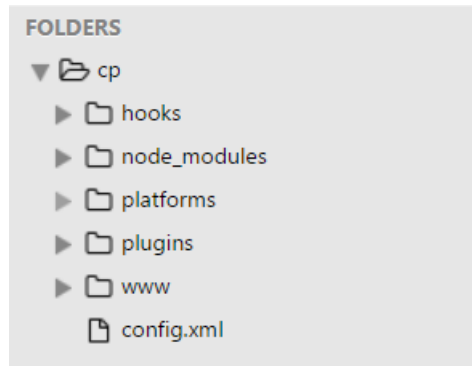 FOLDERS
cp
hooks
node_modules
platforms
plugins
www
config.xml